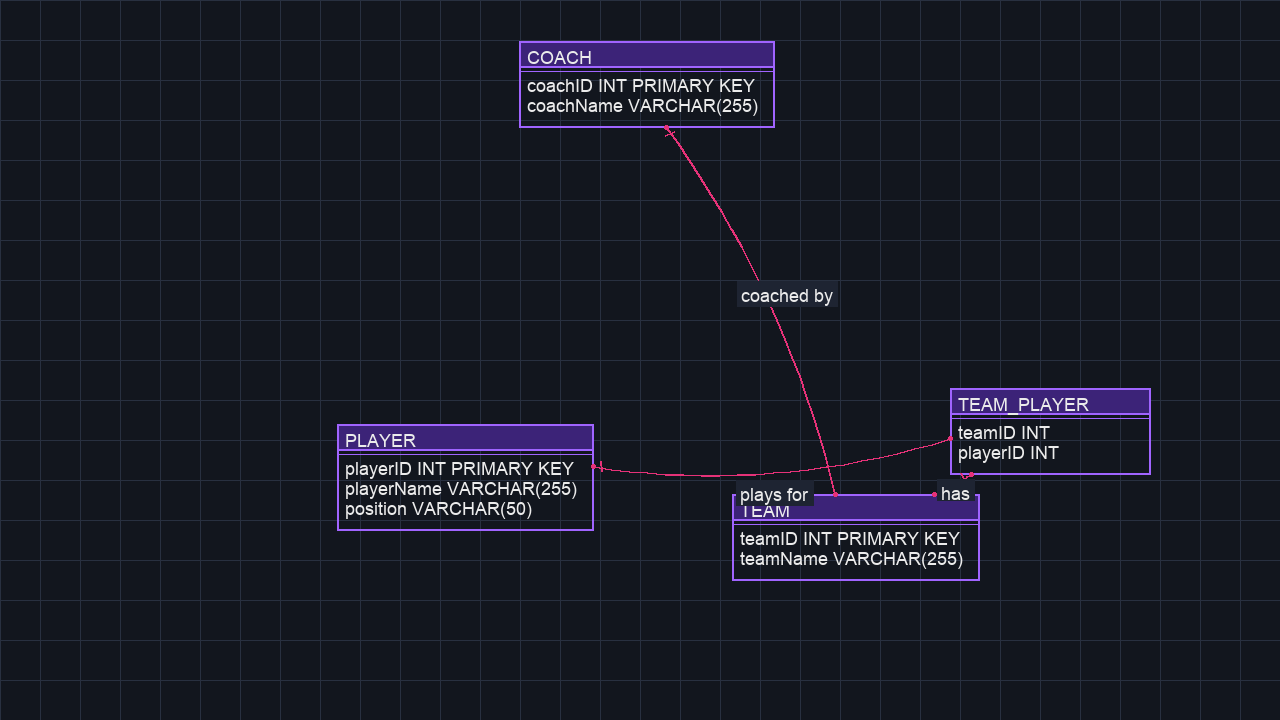 COACH
coachID INT PRIMARY KEY
coachName VARCHAR(255)
coached by
TEAM_PLAYER
teamID INT
playerID INT
PLAYER
playerID INT PRIMARY KEY
playerName VARCHAR(255)
position VARCHAR(50)
plays for
has
TEAM
teamID INT PRIMARY KEY
teamName VARCHAR(255)